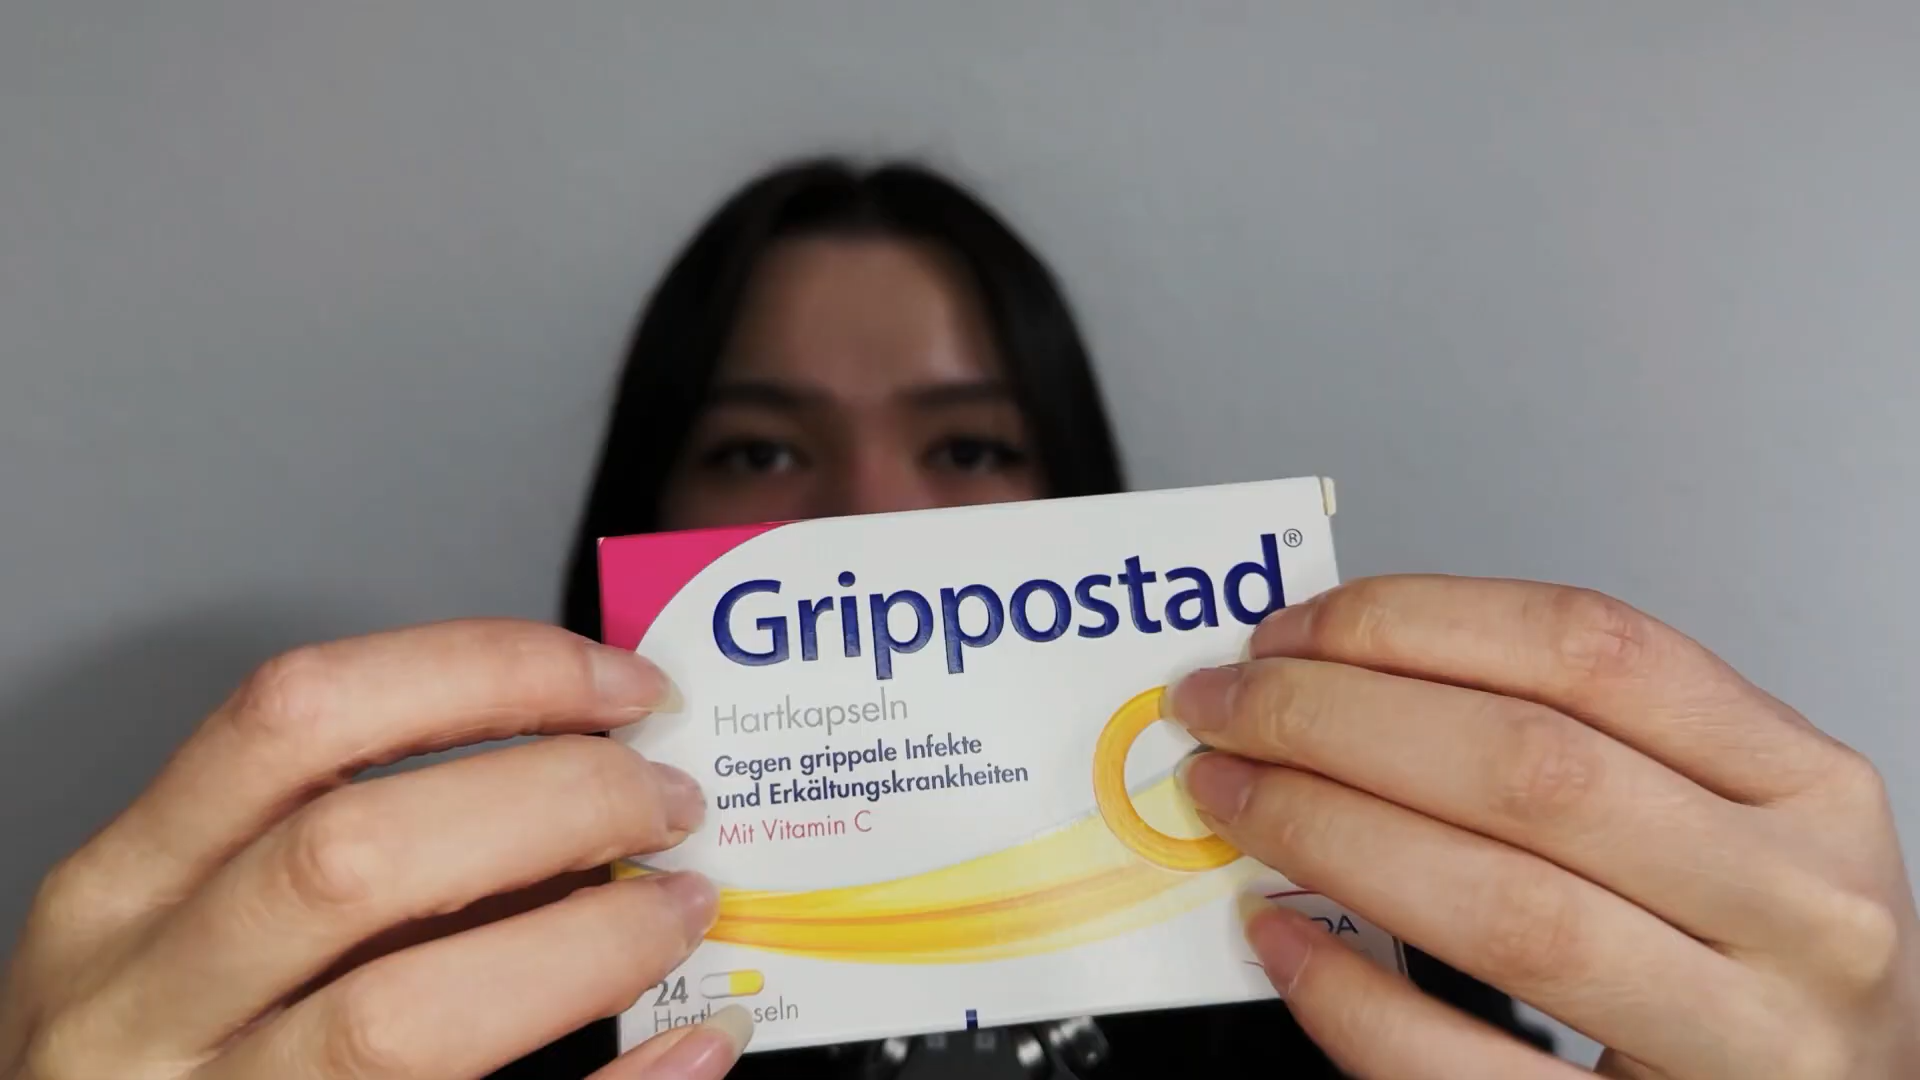 Grippostad®
Hartkapseln
Gegen grippale Infekte
und Erkältungskrankheiten
Mit Vitamin C
24